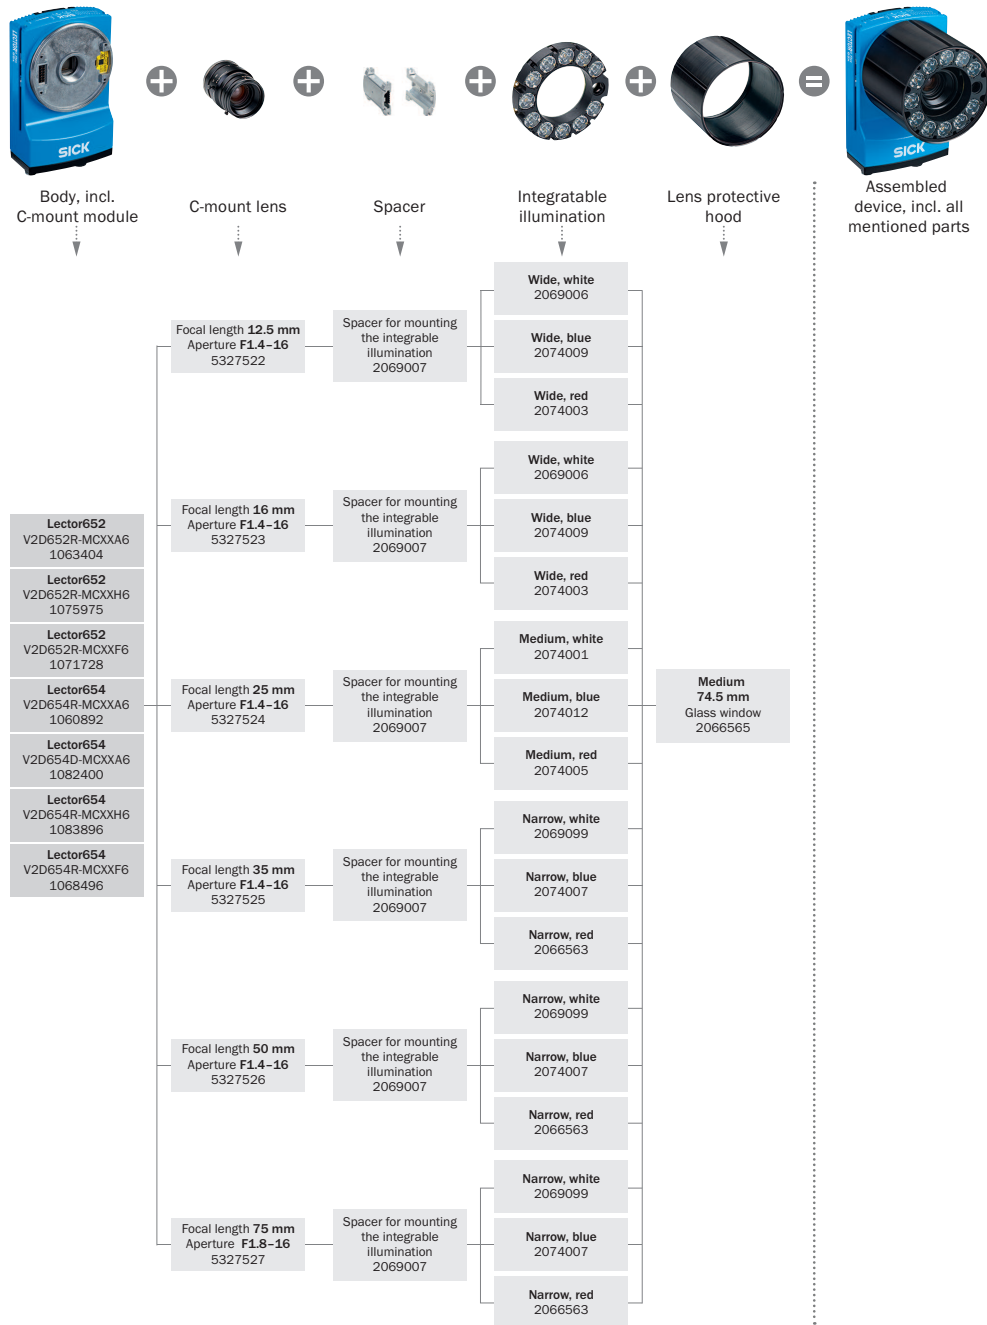 SICK
SICK
Body, incl.
C-mount module
C-mount lens
Spacer
Integratable
illumination
Lens protective
hood
Assembled
device, incl. all
mentioned parts
Lector652
V2D652R-MCXXA6
1063404
Lector652
V2D652R-MCXXH6
1075975
Lector652
V2D652R-MCXXF6
1071728
Lector654
V2D654R-MCXXA6
1060892
Lector654
V2D654D-MCXXA6
1082400
Lector654
V2D654R-MCXXH6
1083896
Lector654
V2D654R-MCXXF6
1068496
Focal length 12.5 mm
Aperture F1.4–16
5327522
Spacer for mounting
the integrable
illumination
2069007
Wide, white
2069006
Wide, blue
2074009
Wide, red
2074003
Focal length 16 mm
Aperture F1.4–16
5327523
Spacer for mounting
the integrable
illumination
2069007
Wide, white
2069006
Wide, blue
2074009
Wide, red
2074003
Focal length 25 mm
Aperture F1.4–16
5327524
Spacer for mounting
the integrable
illumination
2069007
Medium, white
2074001
Medium, blue
2074012
Medium, red
2074005
Focal length 35 mm
Aperture F1.4–16
5327525
Spacer for mounting
the integrable
illumination
2069007
Narrow, white
2069099
Narrow, blue
2074007
Narrow, red
2066563
Focal length 50 mm
Aperture F1.4–16
5327526
Spacer for mounting
the integrable
illumination
2069007
Narrow, white
2069099
Narrow, blue
2074007
Narrow, red
2066563
Focal length 75 mm
Aperture F1.8–16
5327527
Spacer for mounting
the integrable
illumination
2069007
Narrow, white
2069099
Narrow, blue
2074007
Narrow, red
2066563
Medium
74.5 mm
Glass window
2066565